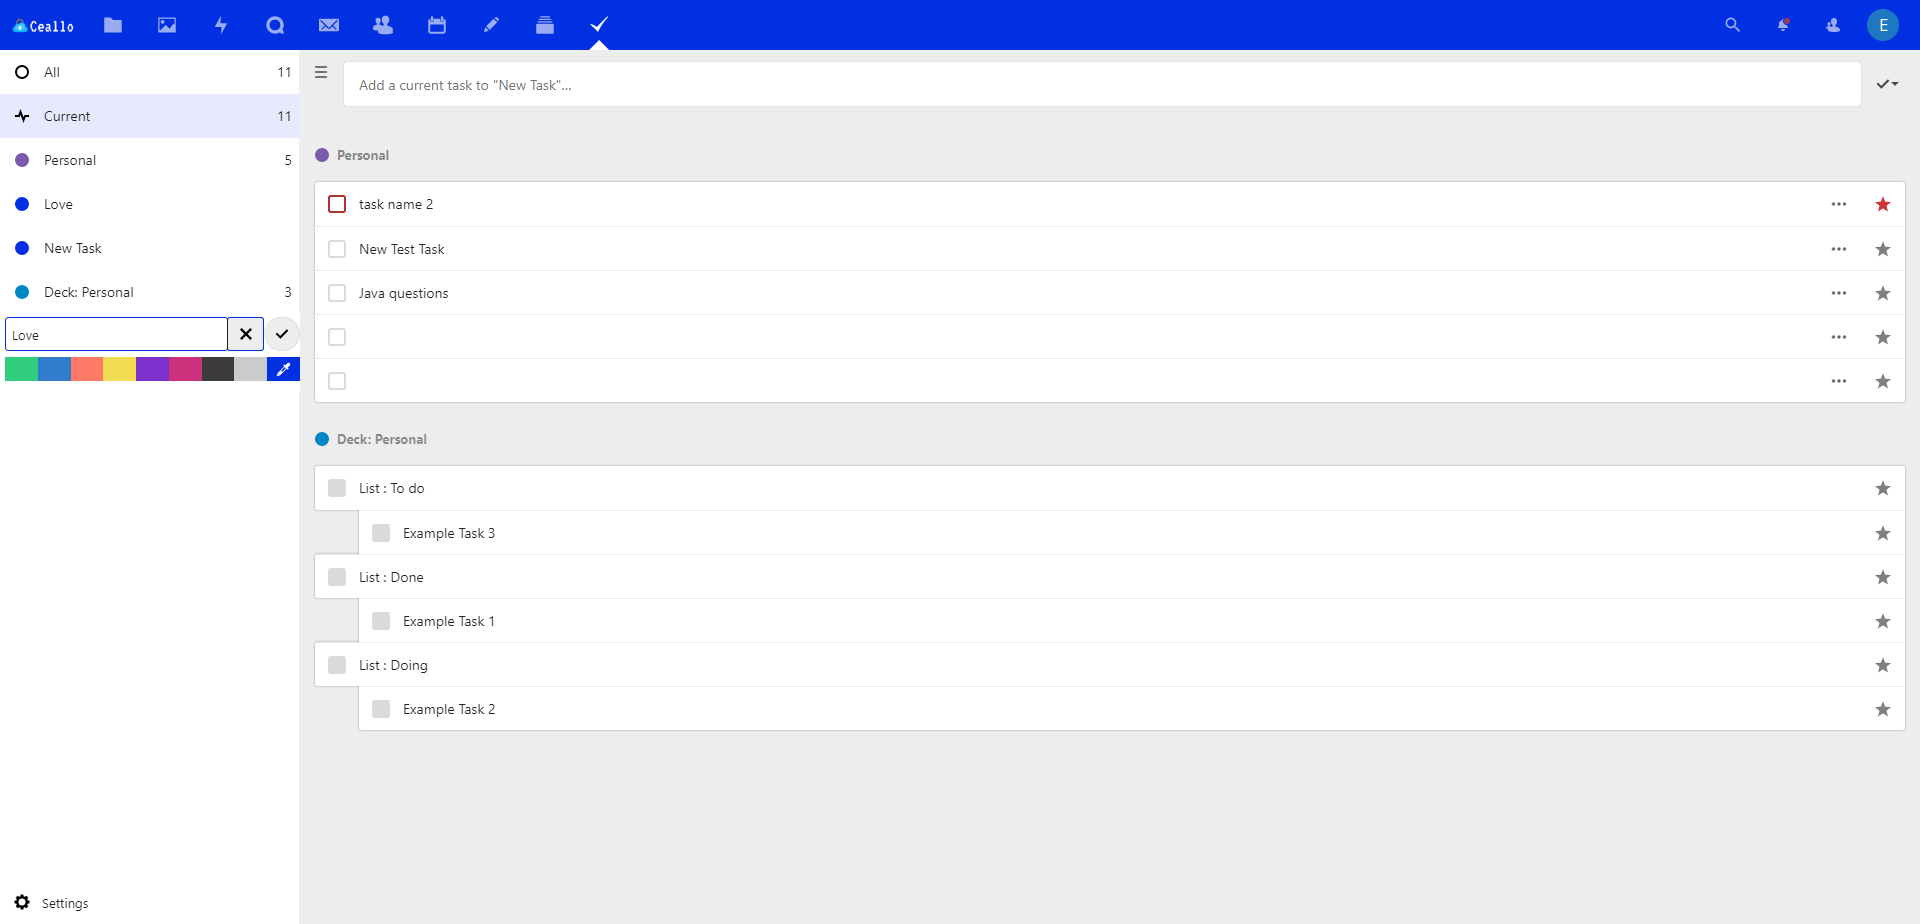 Ceallo
E
All 11
Current 11
Personal 5
Love
New Task
Deck: Personal 3
Love
Settings
Add a current task to "New Task"...
Personal
task name 2
New Test Task
Java questions
Deck: Personal
List : To do
Example Task 3
List : Done
Example Task 1
List : Doing
Example Task 2